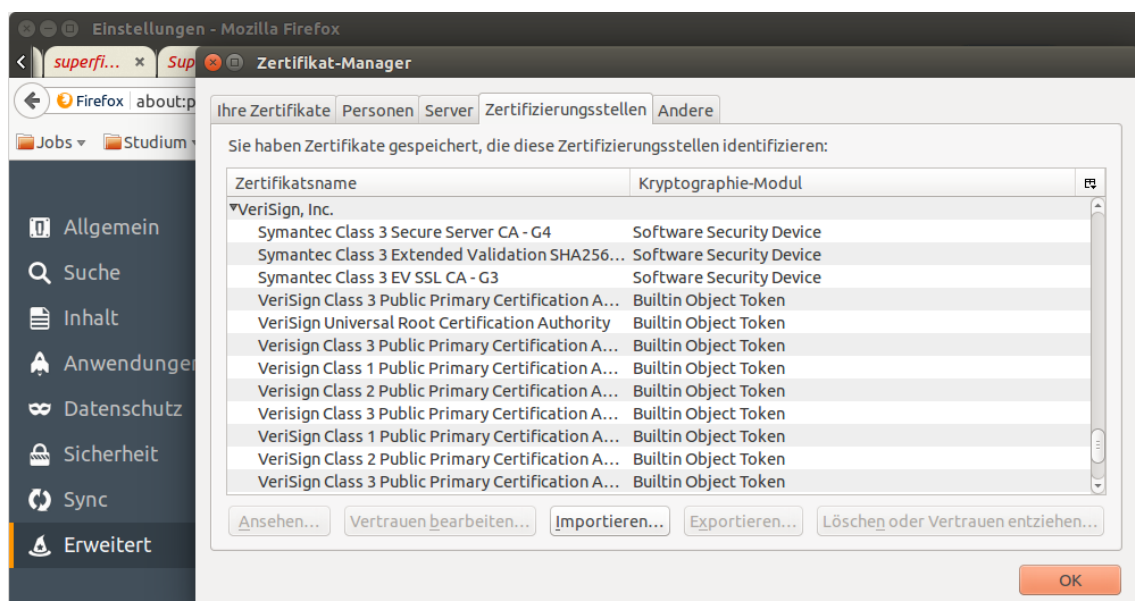 Einstellungen - Mozilla Firefox
superfi... × Sup
Zertifikat-Manager
Firefox about:p
Jobs Studium
Allgemein
Suche
Inhalt
Anwendungen
Datenschutz
Sicherheit
Sync
Erweitert
Ihre Zertifikate Personen Server Zertifizierungsstellen Andere
Sie haben Zertifikate gespeichert, die diese Zertifizierungsstellen identifizieren:
Zertifikatsname Kryptographie-Modul
VeriSign, Inc.
Symantec Class 3 Secure Server CA - G4 Software Security Device
Symantec Class 3 Extended Validation SHA256... Software Security Device
Symantec Class 3 EV SSL CA - G3 Software Security Device
VeriSign Class 3 Public Primary Certification A... Builtin Object Token
VeriSign Universal Root Certification Authority Builtin Object Token
Verisign Class 3 Public Primary Certification A... Builtin Object Token
Verisign Class 1 Public Primary Certification A... Builtin Object Token
Verisign Class 2 Public Primary Certification A... Builtin Object Token
Verisign Class 3 Public Primary Certification A... Builtin Object Token
VeriSign Class 1 Public Primary Certification A... Builtin Object Token
VeriSign Class 2 Public Primary Certification A... Builtin Object Token
VeriSign Class 3 Public Primary Certification A... Builtin Object Token
Ansehen... Vertrauen bearbeiten... Importieren... Exportieren... Löschen oder Vertrauen entziehen...
OK